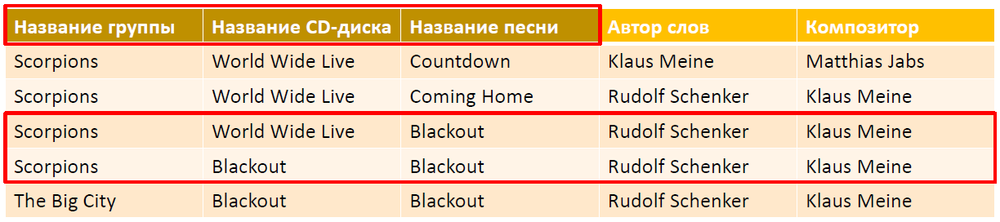 Название группы Название CD-диска Название песни Автор слов Композитор
Scorpions World Wide Live Countdown Klaus Meine Matthias Jabs
Scorpions World Wide Live Coming Home Rudolf Schenker Klaus Meine
Scorpions World Wide Live Blackout Rudolf Schenker Klaus Meine
Scorpions Blackout Blackout Rudolf Schenker Klaus Meine
The Big City Blackout Blackout Rudolf Schenker Klaus Meine